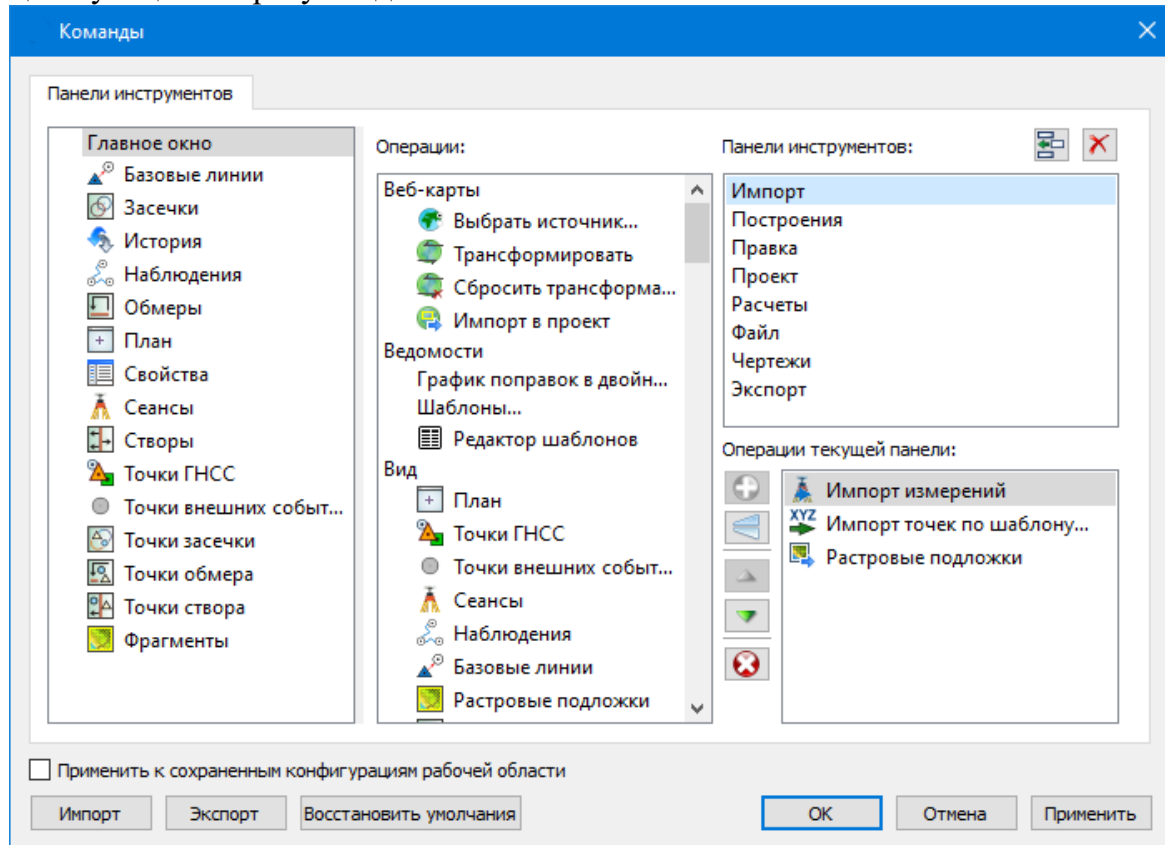 Команды
Панели инструментов
Главное окно
Базовые линии
Засечки
История
Наблюдения
Обмеры
План
Свойства
Сеансы
Створы
Точки ГНСС
Точки внешних событ...
Точки засечки
Точки обмера
Точки створа
Фрагменты
Операции:
Веб-карты
Выбрать источник...
Трансформировать
Сбросить трансформа...
Импорт в проект
Ведомости
График поправок в двойн...
Шаблоны...
Редактор шаблонов
Вид
План
Точки ГНСС
Точки внешних событ...
Сеансы
Наблюдения
Базовые линии
Растровые подложки
Панели инструментов:
Импорт
Построения
Правка
Проект
Расчеты
Файл
Чертежи
Экспорт
Операции текущей панели:
Импорт измерений
XYZ Импорт точек по шаблону...
Растровые подложки
Применить к сохраненным конфигурациям рабочей области
Импорт Экспорт Восстановить умолчания OK Отмена Применить